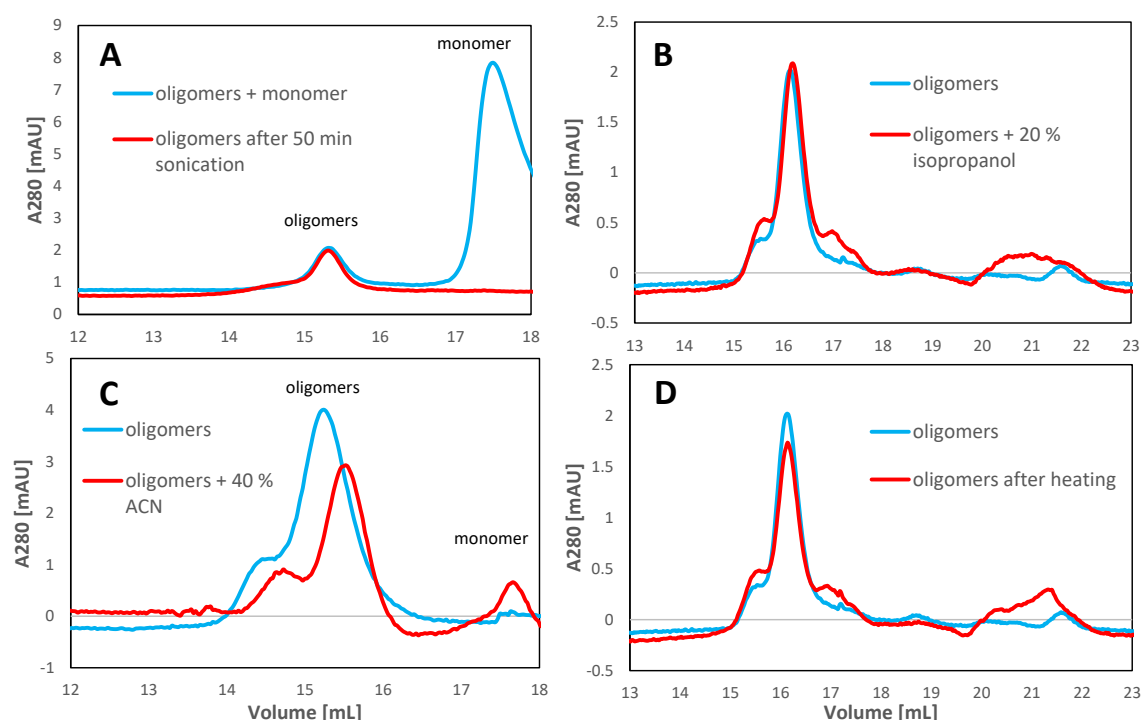 A
monomer
oligomers + monomer
oligomers after 50 min
sonication
oligomers
A280 [mAU]
9
8
7
6
5
4
3
2
1
0
12 13 14 15 16 17 18
B
oligomers
oligomers + 20 %
isopropanol
A280 [mAU]
2.5
2
1.5
1
0.5
0
-0.5
13 14 15 16 17 18 19 20 21 22 23
C
oligomers
oligomers
oligomers + 40 %
ACN
monomer
A280 [mAU]
5
4
3
2
1
0
-1
12 13 14 15 16 17 18
Volume [mL]
D
oligomers
oligomers after heating
A280 [mAU]
2.5
2
1.5
1
0.5
0
-0.5
13 14 15 16 17 18 19 20 21 22 23
Volume [mL]